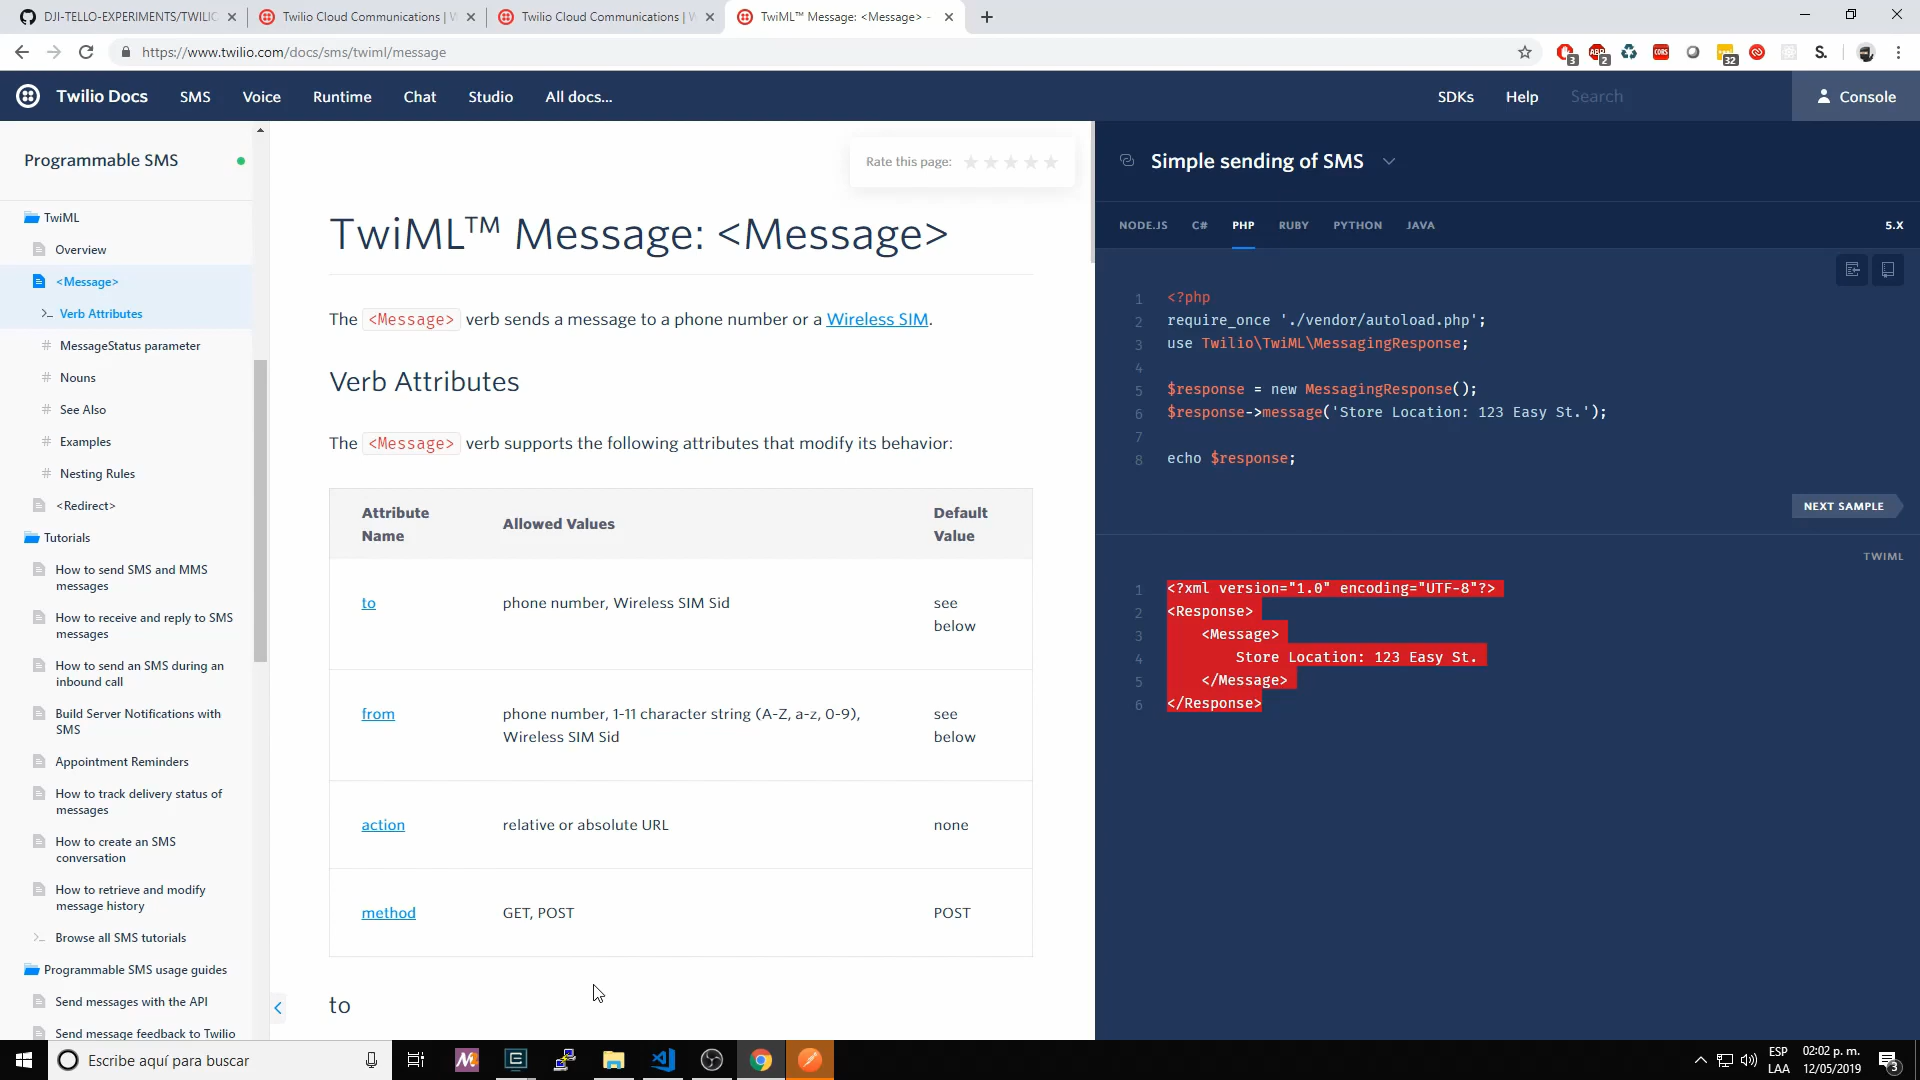 DJI-TELLO-EXPERIMENTS/TWILIO
Twilio Cloud Communications | W
Twilio Cloud Communications | W
TwiML™ Message: <Message> -
https://www.twilio.com/docs/sms/twiml/message
3
ABP
2
CORS
32
S.
Twilio Docs
SMS
Voice
Runtime
Chat
Studio
All docs...
SDKs
Help
Search
Console
Programmable SMS
TwiML
Overview
<Message>
>_ Verb Attributes
# MessageStatus parameter
# Nouns
# See Also
# Examples
# Nesting Rules
<Redirect>
Tutorials
How to send SMS and MMS
messages
How to receive and reply to SMS
messages
How to send an SMS during an
inbound call
Build Server Notifications with
SMS
Appointment Reminders
How to track delivery status of
messages
How to create an SMS
conversation
How to retrieve and modify
message history
>_ Browse all SMS tutorials
Programmable SMS usage guides
Send messages with the API
Send message feedback to Twilio
Rate this page:
TwiML™ Message: <Message>
The <Message> verb sends a message to a phone number or a Wireless SIM.
Verb Attributes
The <Message> verb supports the following attributes that modify its behavior:
Attribute
Name
Allowed Values
Default
Value
to
phone number, Wireless SIM Sid
see
below
from
phone number, 1-11 character string (A-Z, a-z, 0-9),
Wireless SIM Sid
see
below
action
relative or absolute URL
none
method
GET, POST
POST
to
Simple sending of SMS
NODE.JS
C#
PHP
RUBY
PYTHON
JAVA
5.X
1 <?php
2 require_once './vendor/autoload.php';
3 use Twilio\TwiML\MessagingResponse;
4
5 $response = new MessagingResponse();
6 $response->message('Store Location: 123 Easy St.');
7
8 echo $response;
NEXT SAMPLE
TWIML
1 <?xml version="1.0" encoding="UTF-8"?>
2 <Response>
3 <Message>
4 Store Location: 123 Easy St.
5 </Message>
6 </Response>
Escribe aquí para buscar
ESP
LAA
02:02 p. m.
12/05/2019
3